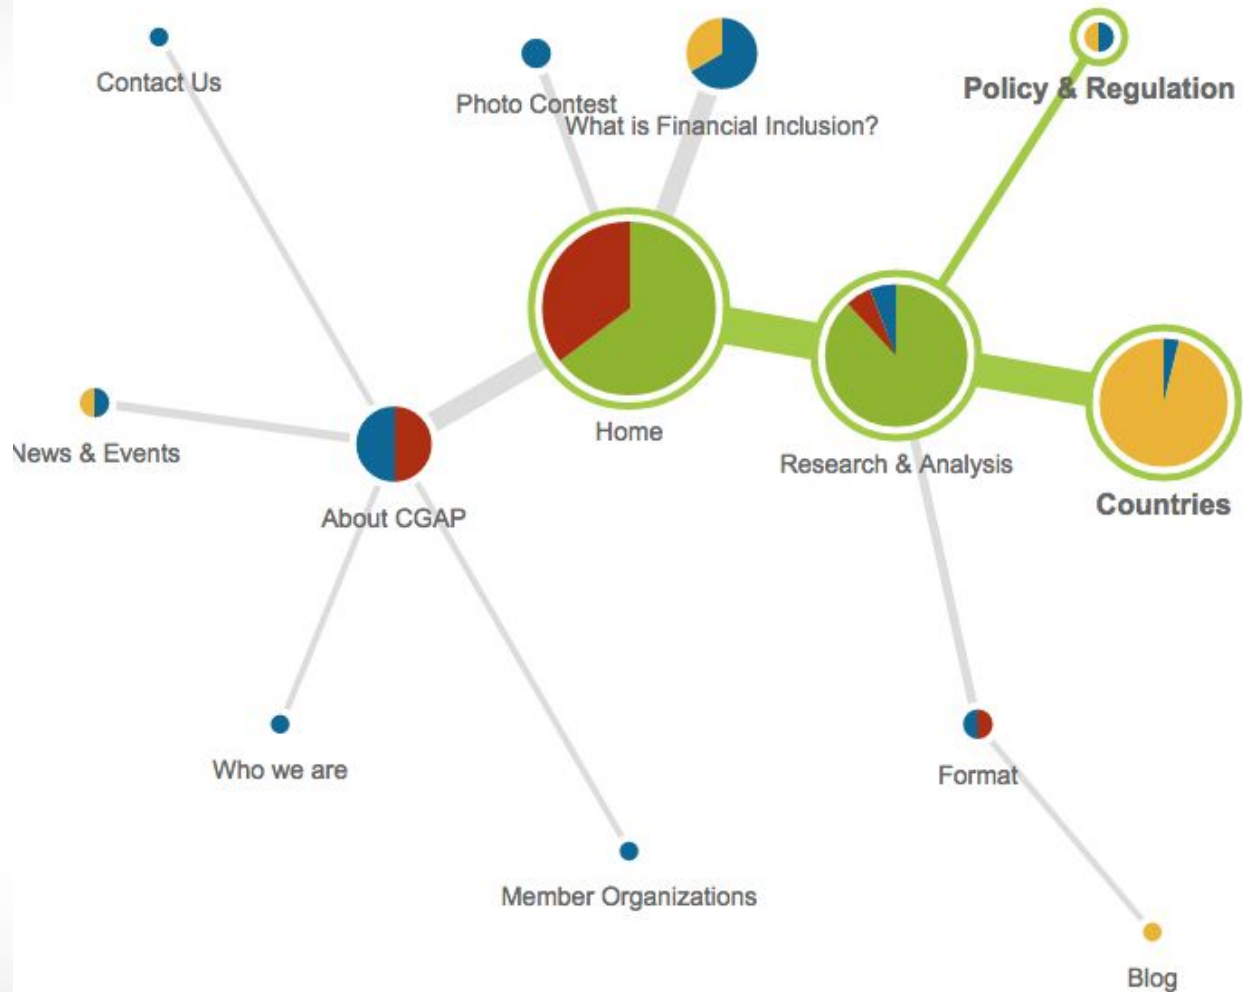 Contact Us
Photo Contest
What is Financial Inclusion?
Policy & Regulation
Home
News & Events
Research & Analysis
About CGAP
Countries
Who we are
Format
Member Organizations
Blog